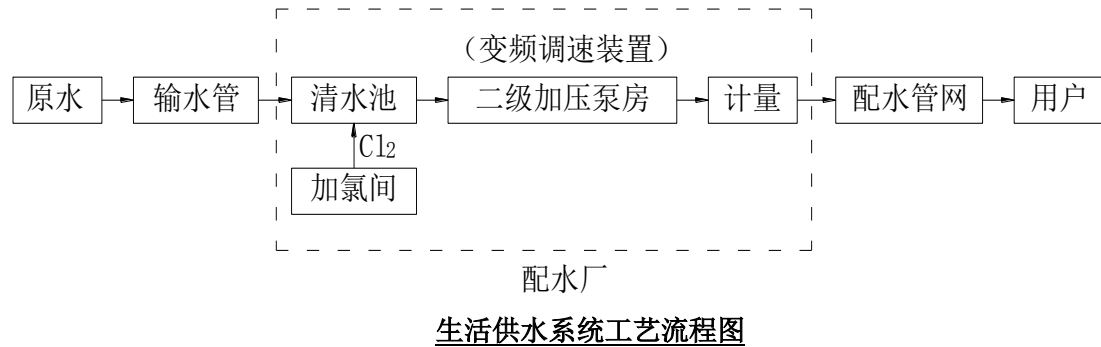 （变频调速装置）
原水
输水管
清水池
二级加压泵房
计量
配水管网
用户
Cl2
加氯间
配水厂
生活供水系统工艺流程图